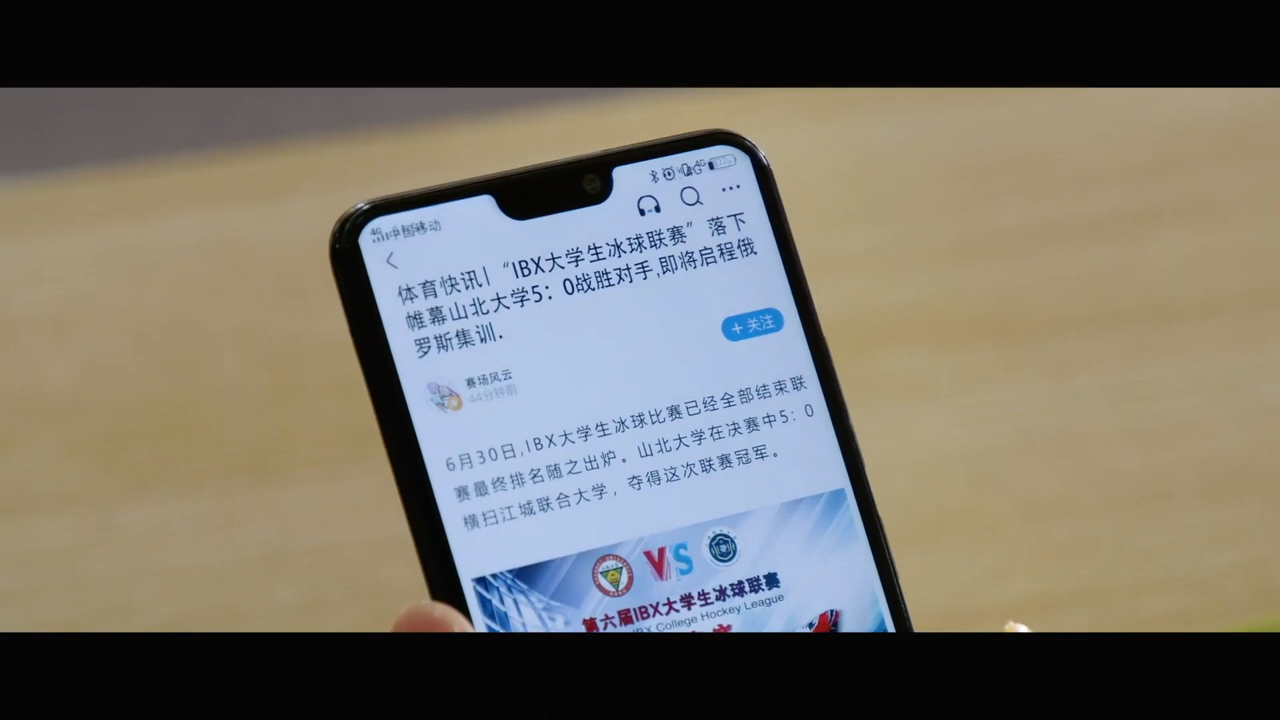 中国移动
4G
体育快讯| “IBX大学生冰球联赛” 落下
帷幕山北大学5：0战胜对手,即将启程俄
罗斯集训.
+关注
赛场风云
44分钟前
6月30日,IBX大学生冰球比赛已经全部结束联
赛最终排名随之出炉。山北大学在决赛中5：0
横扫江城联合大学，夺得这次联赛冠军。
VS
第六届IBX大学生冰球联赛
IBX College Hockey League